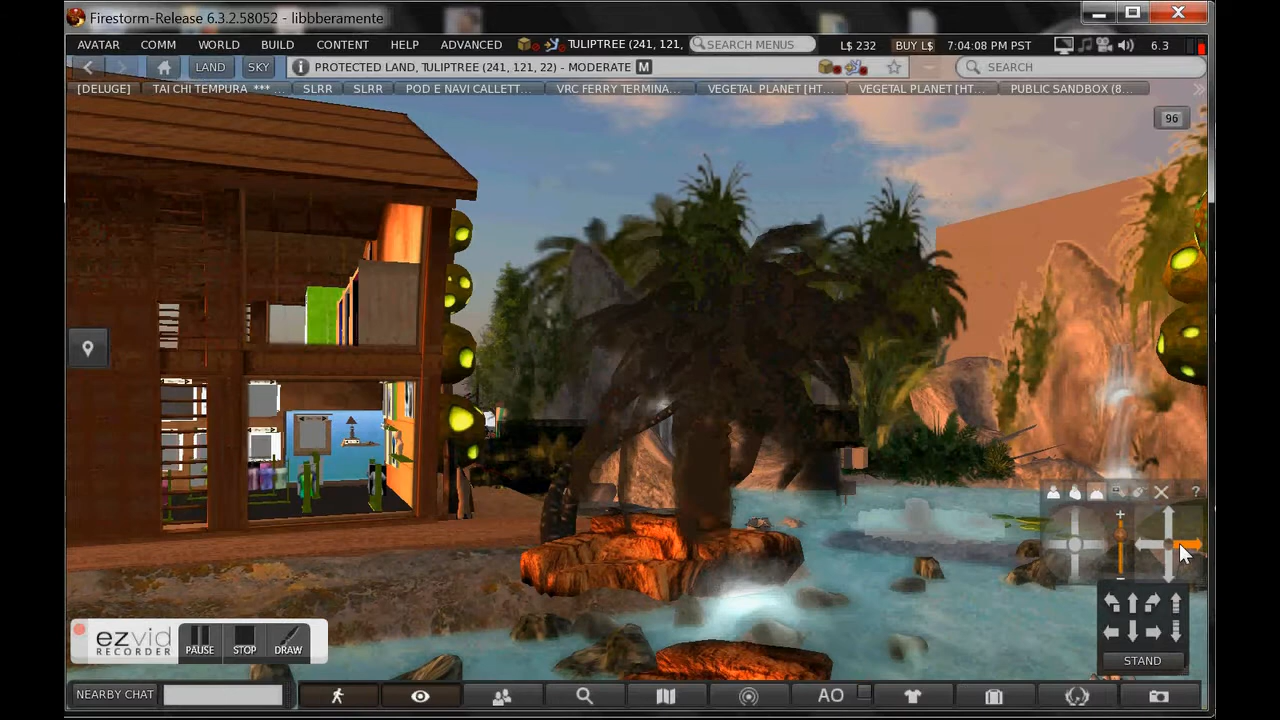 Firestorm-Release 6.3.2.58052 - libbberamente
AVATAR COMM WORLD BUILD CONTENT HELP ADVANCED TULIPTREE (241, 121, SEARCH MENUS L$ 232 BUY L$ 7:04:08 PM PST 6.3
LAND SKY PROTECTED LAND, TULIPTREE (241, 121, 22) - MODERATE M SEARCH
[DELUGE] TAI CHI TEMPURA *** ... SLRR SLRR POD E NAVI CALLETT... VRC FERRY TERMINA... VEGETAL PLANET [HT... VEGETAL PLANET [HT... PUBLIC SANDBOX (8...
96
?
+
-
ezvid
RECORDER
PAUSE STOP DRAW
STAND
NEARBY CHAT AO